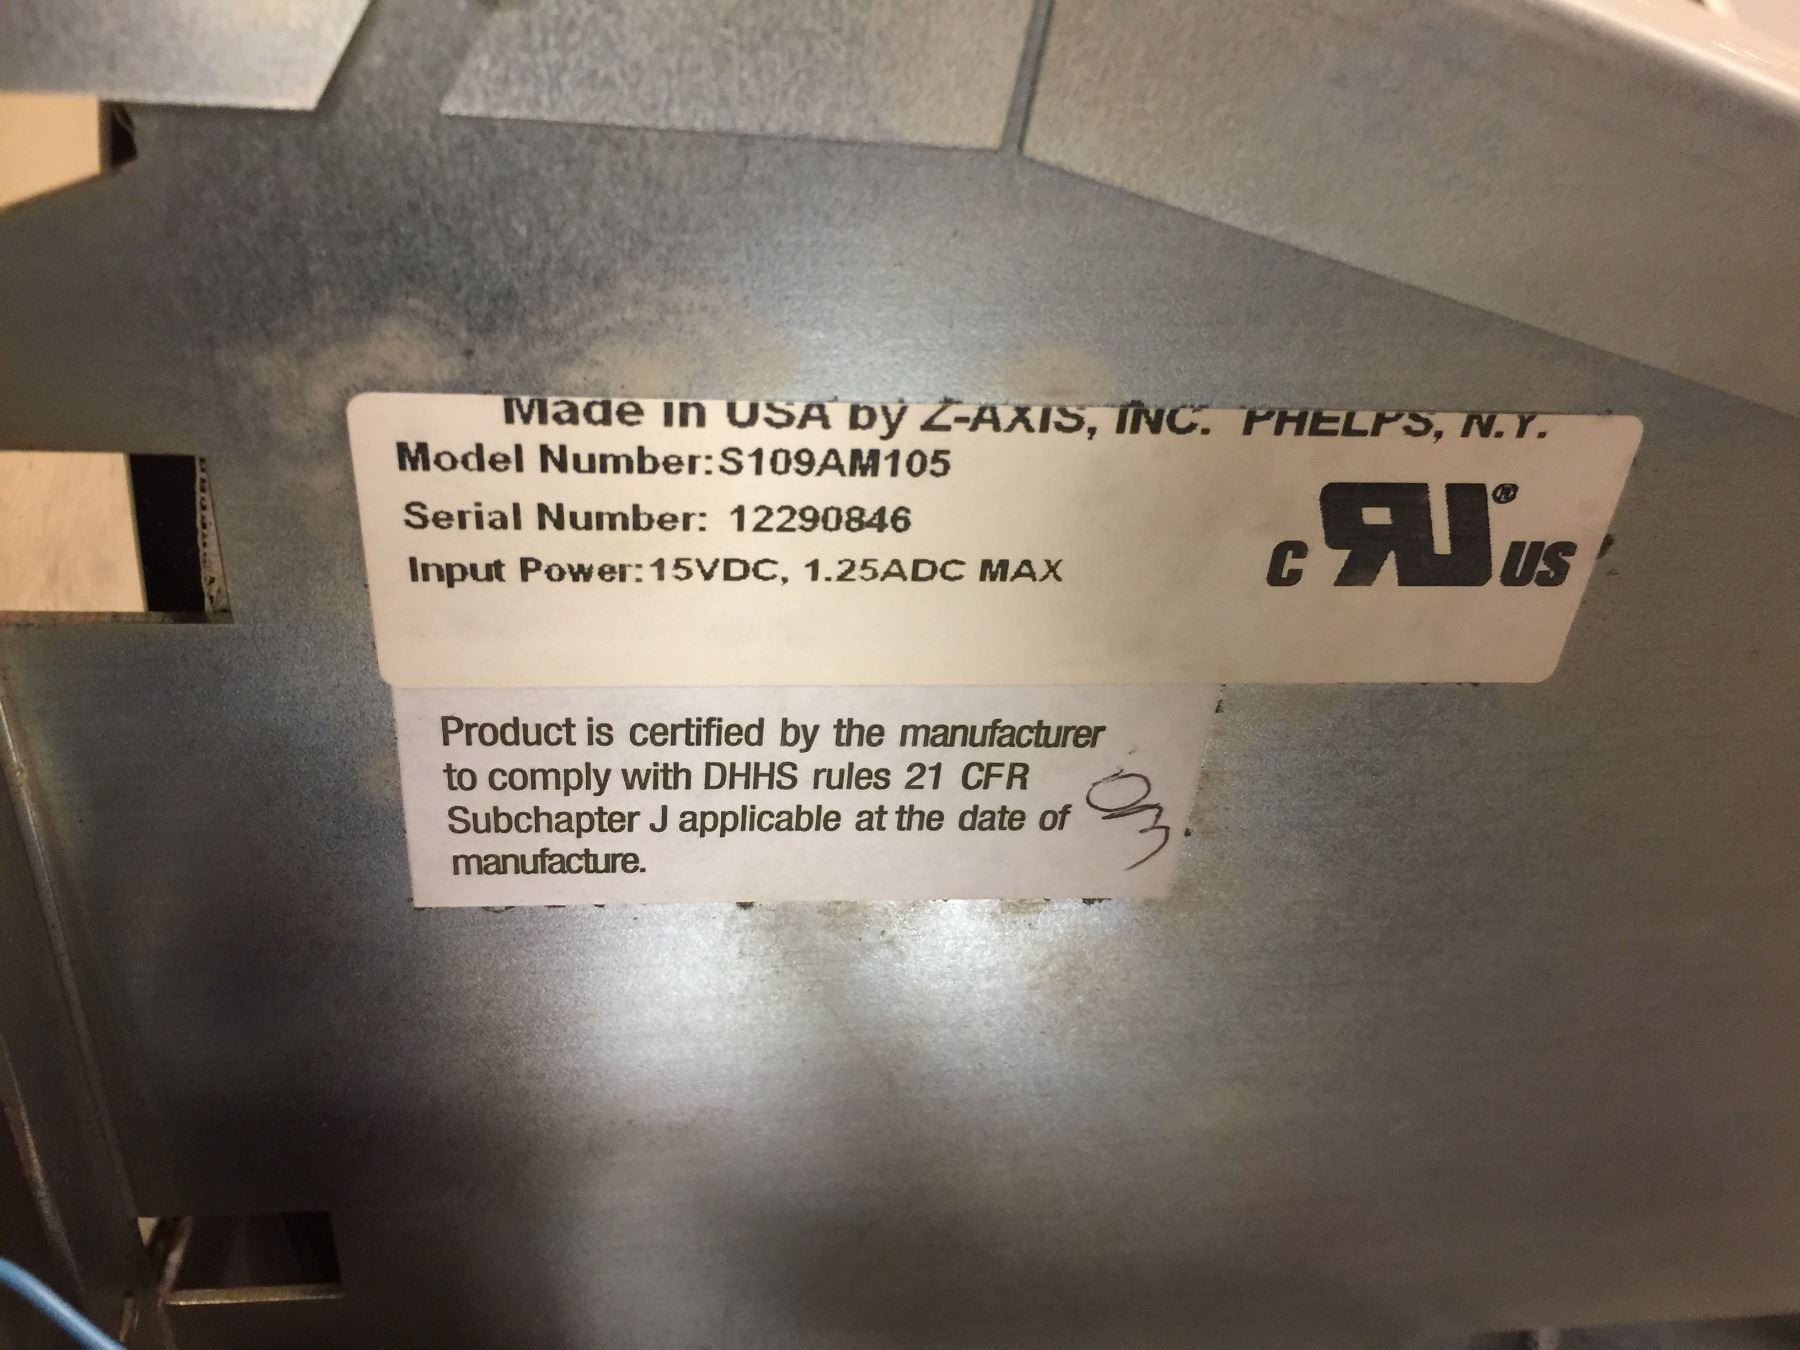 Made in USA by Z-AXIS, INC. PHELPS, N.Y.
Model Number:S109AM105
Serial Number: 12290846
Input Power:15VDC, 1.25ADC MAX
C RU® US
Product is certified by the manufacturer
to comply with DHHS rules 21 CFR
Subchapter J applicable at the date of
manufacture.